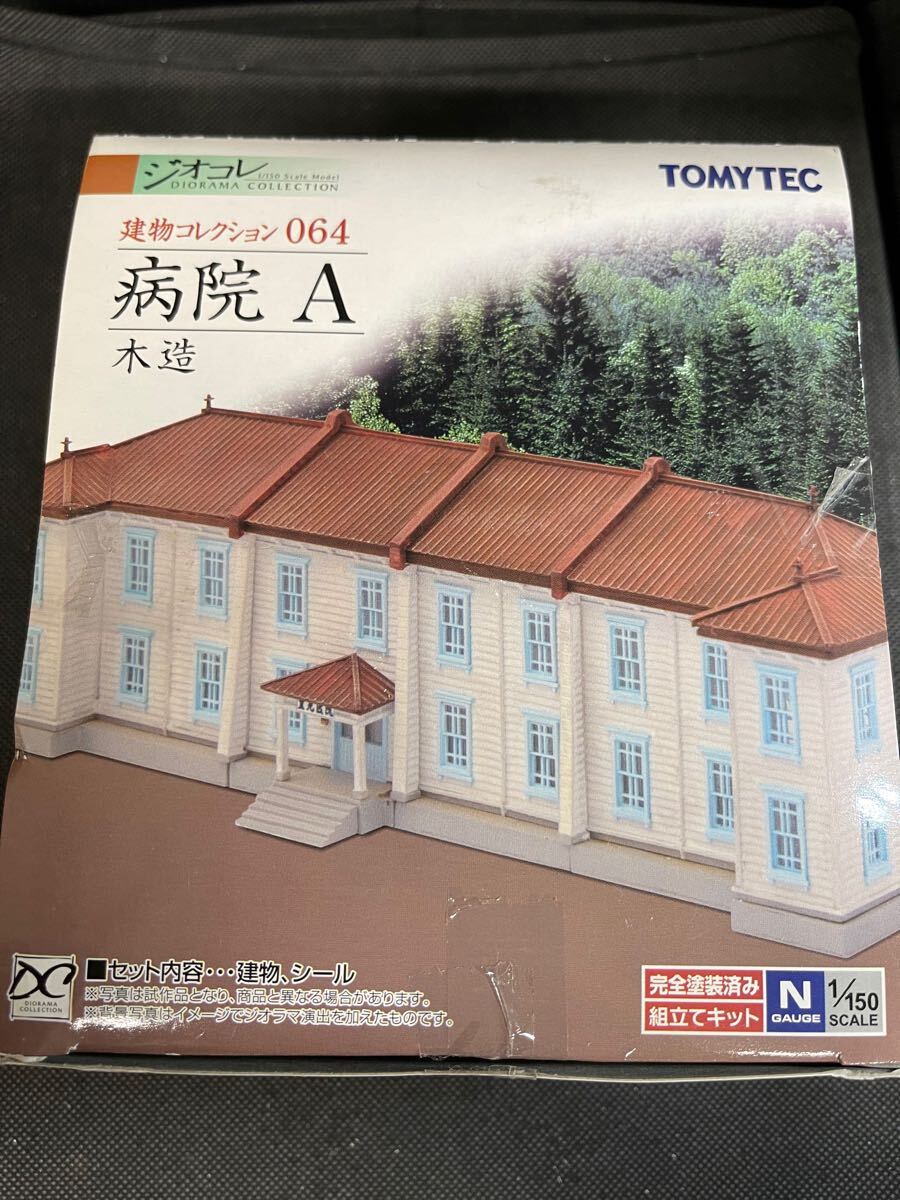 ジオコレ
1/150 Scale Model
DIORAMA COLLECTION
TOMYTEC
建物コレクション 064
病院 A
木造
DC
DIORAMA
COLLECTION
■セット内容･･･建物、シール
※写真は試作品となり、商品と異なる場合があります。
※背景写真はイメージでジオラマ演出を加えたものです。
完全塗装済み
組立てキット
N
GAUGE
1/150
SCALE